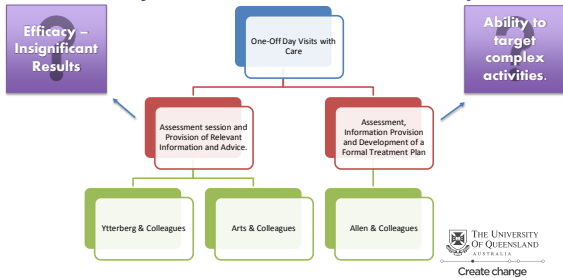 Efficacy –
Insignificant
Results
?
One-Off Day Visits with
Care
Ability to
target
complex
activities.
?
Assessment session and
Provision of Relevant
Information and Advice.
Assessment,
Information Provision
and Development of a
Formal Treatment Plan
Ytterberg & Colleagues
Arts & Colleagues
Allen & Colleagues
THE UNIVERSITY
OF QUEENSLAND
AUSTRALIA
Create change